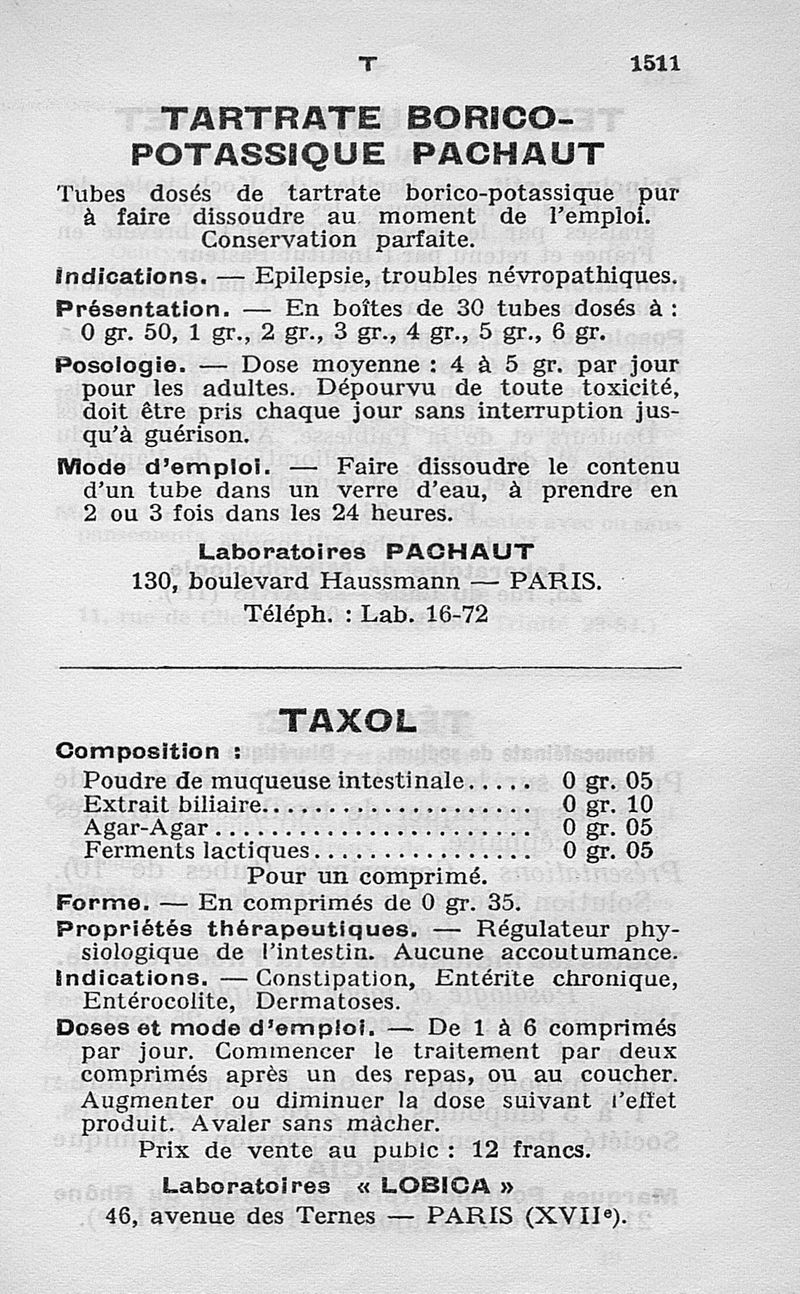 T 1511
TARTRATE BORICO-
POTASSIQUE PACHAUT
Tubes dosés de tartrate borico-potassique pur
à faire dissoudre au moment de l'emploi.
Conservation parfaite.
Indications. — Epilepsie, troubles névropathiques.
Présentation. — En boîtes de 30 tubes dosés à :
0 gr. 50, 1 gr., 2 gr., 3 gr., 4 gr., 5 gr., 6 gr.
Posologie. — Dose moyenne : 4 à 5 gr. par jour
pour les adultes. Dépourvu de toute toxicité,
doit être pris chaque jour sans interruption jus-
qu'à guérison.
Mode d'emploi. — Faire dissoudre le contenu
d'un tube dans un verre d'eau, à prendre en
2 ou 3 fois dans les 24 heures.
Laboratoires PACHAUT
130, boulevard Haussmann — PARIS.
Téléph. : Lab. 16-72
TAXOL
Composition :
Poudre de muqueuse intestinale..... 0 gr. 05
Extrait biliaire.................... 0 gr. 10
Agar-Agar........................ 0 gr. 05
Ferments lactiques................ 0 gr. 05
Pour un comprimé.
Forme. — En comprimés de 0 gr. 35.
Propriétés thérapeutiques. — Régulateur phy-
siologique de l'intestin. Aucune accoutumance.
Indications. — Constipation, Entérite chronique,
Entérocolite, Dermatoses.
Doses et mode d'emploi. — De 1 à 6 comprimés
par jour. Commencer le traitement par deux
comprimés après un des repas, ou au coucher.
Augmenter ou diminuer la dose suivant l'effet
produit. Avaler sans mâcher.
Prix de vente au pubic : 12 francs.
Laboratoires « LOBICA »
46, avenue des Ternes — PARIS (XVIIe).